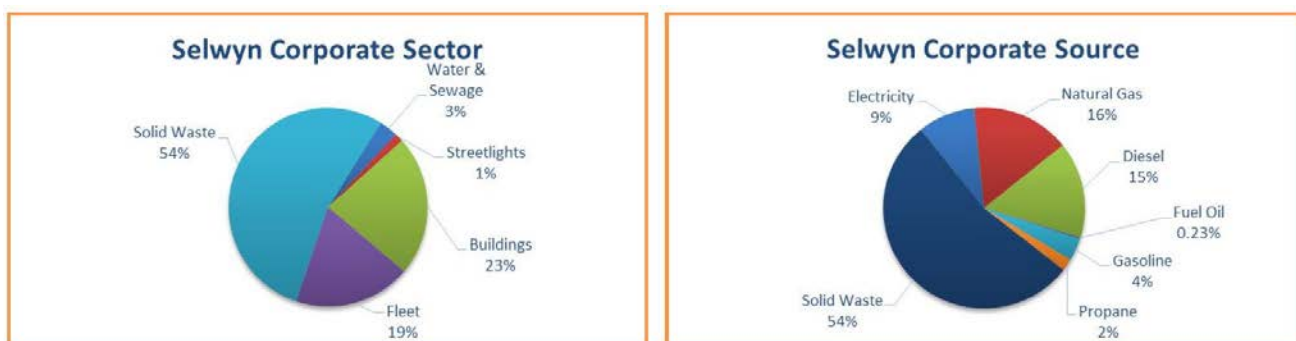 Selwyn Corporate Sector
Water &
Sewage
3%
Solid Waste
54%
Streetlights
1%
Buildings
23%
Fleet
19%
Selwyn Corporate Source
Electricity
9%
Natural Gas
16%
Diesel
15%
Fuel Oil
0.23%
Gasoline
4%
Solid Waste
54%
Propane
2%